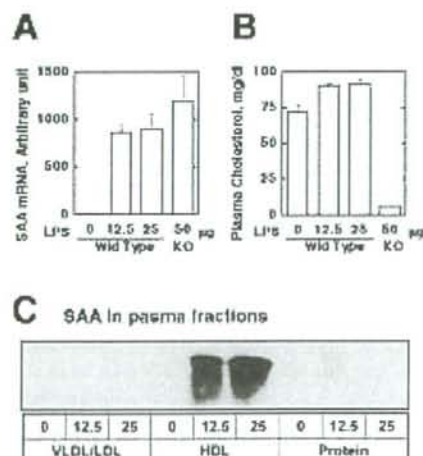 A
B
SAA mRNA, Arbitrary unit
1500
1000
500
0
LPS 0 12.5 25 50 μg
Wild Type KO
Plasma Cholesterol, mg/dl
100
75
50
25
0
LPS 0 12.5 25 50 μg
Wild Type KO
C SAA in pasma fractions
0 12.5 25 0 12.5 25 0 12.5 25
VLDL/LDL HDL Protein